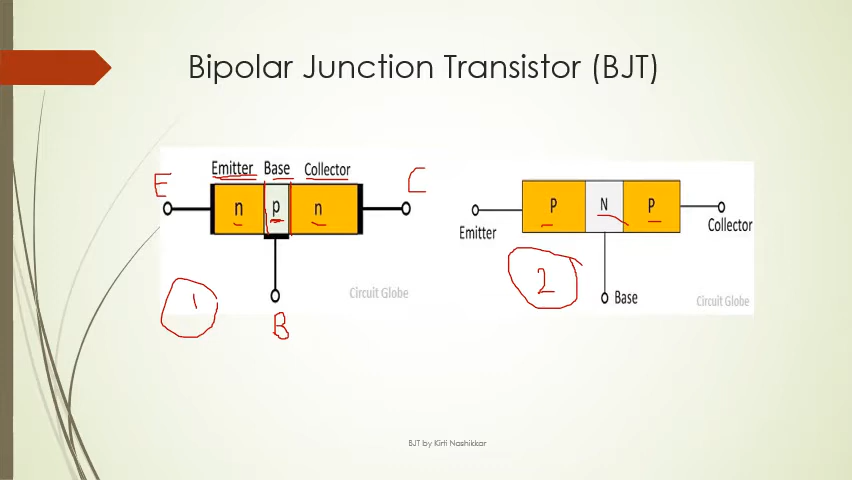 Bipolar Junction Transistor (BJT)
Emitter Base Collector
E
n
p
n
C
B
Circuit Globe
1
P
N
P
Emitter
Collector
Base
Circuit Globe
2
BJT by Kirti Nashikkar